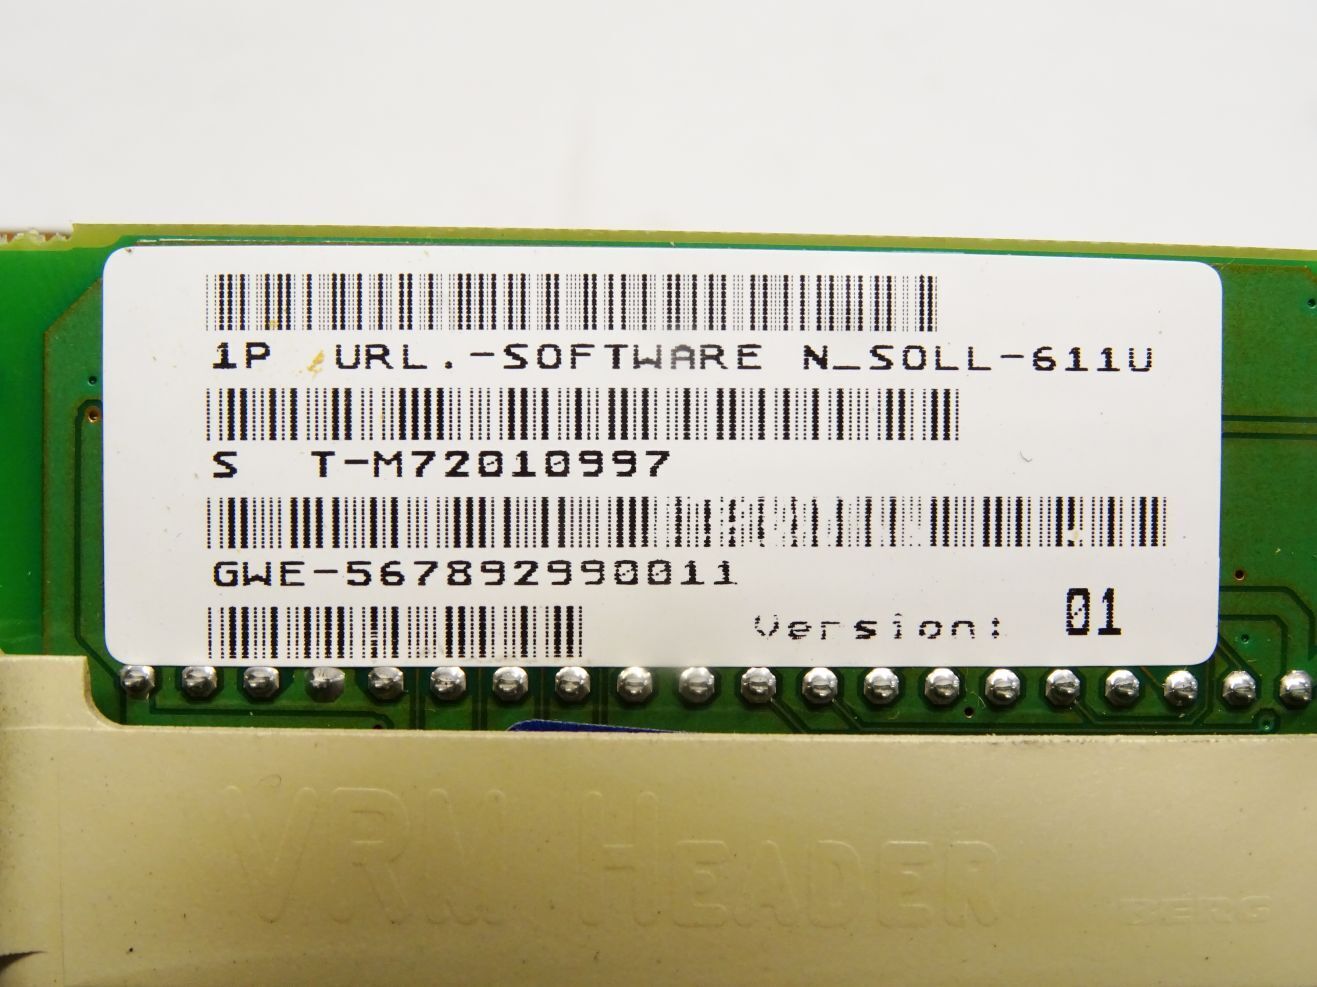 1P URL.-SOFTWARE N_SOLL-611U
S T-M72010997
GWE-567892990011
Version: 01
VRM HEADER
BERG